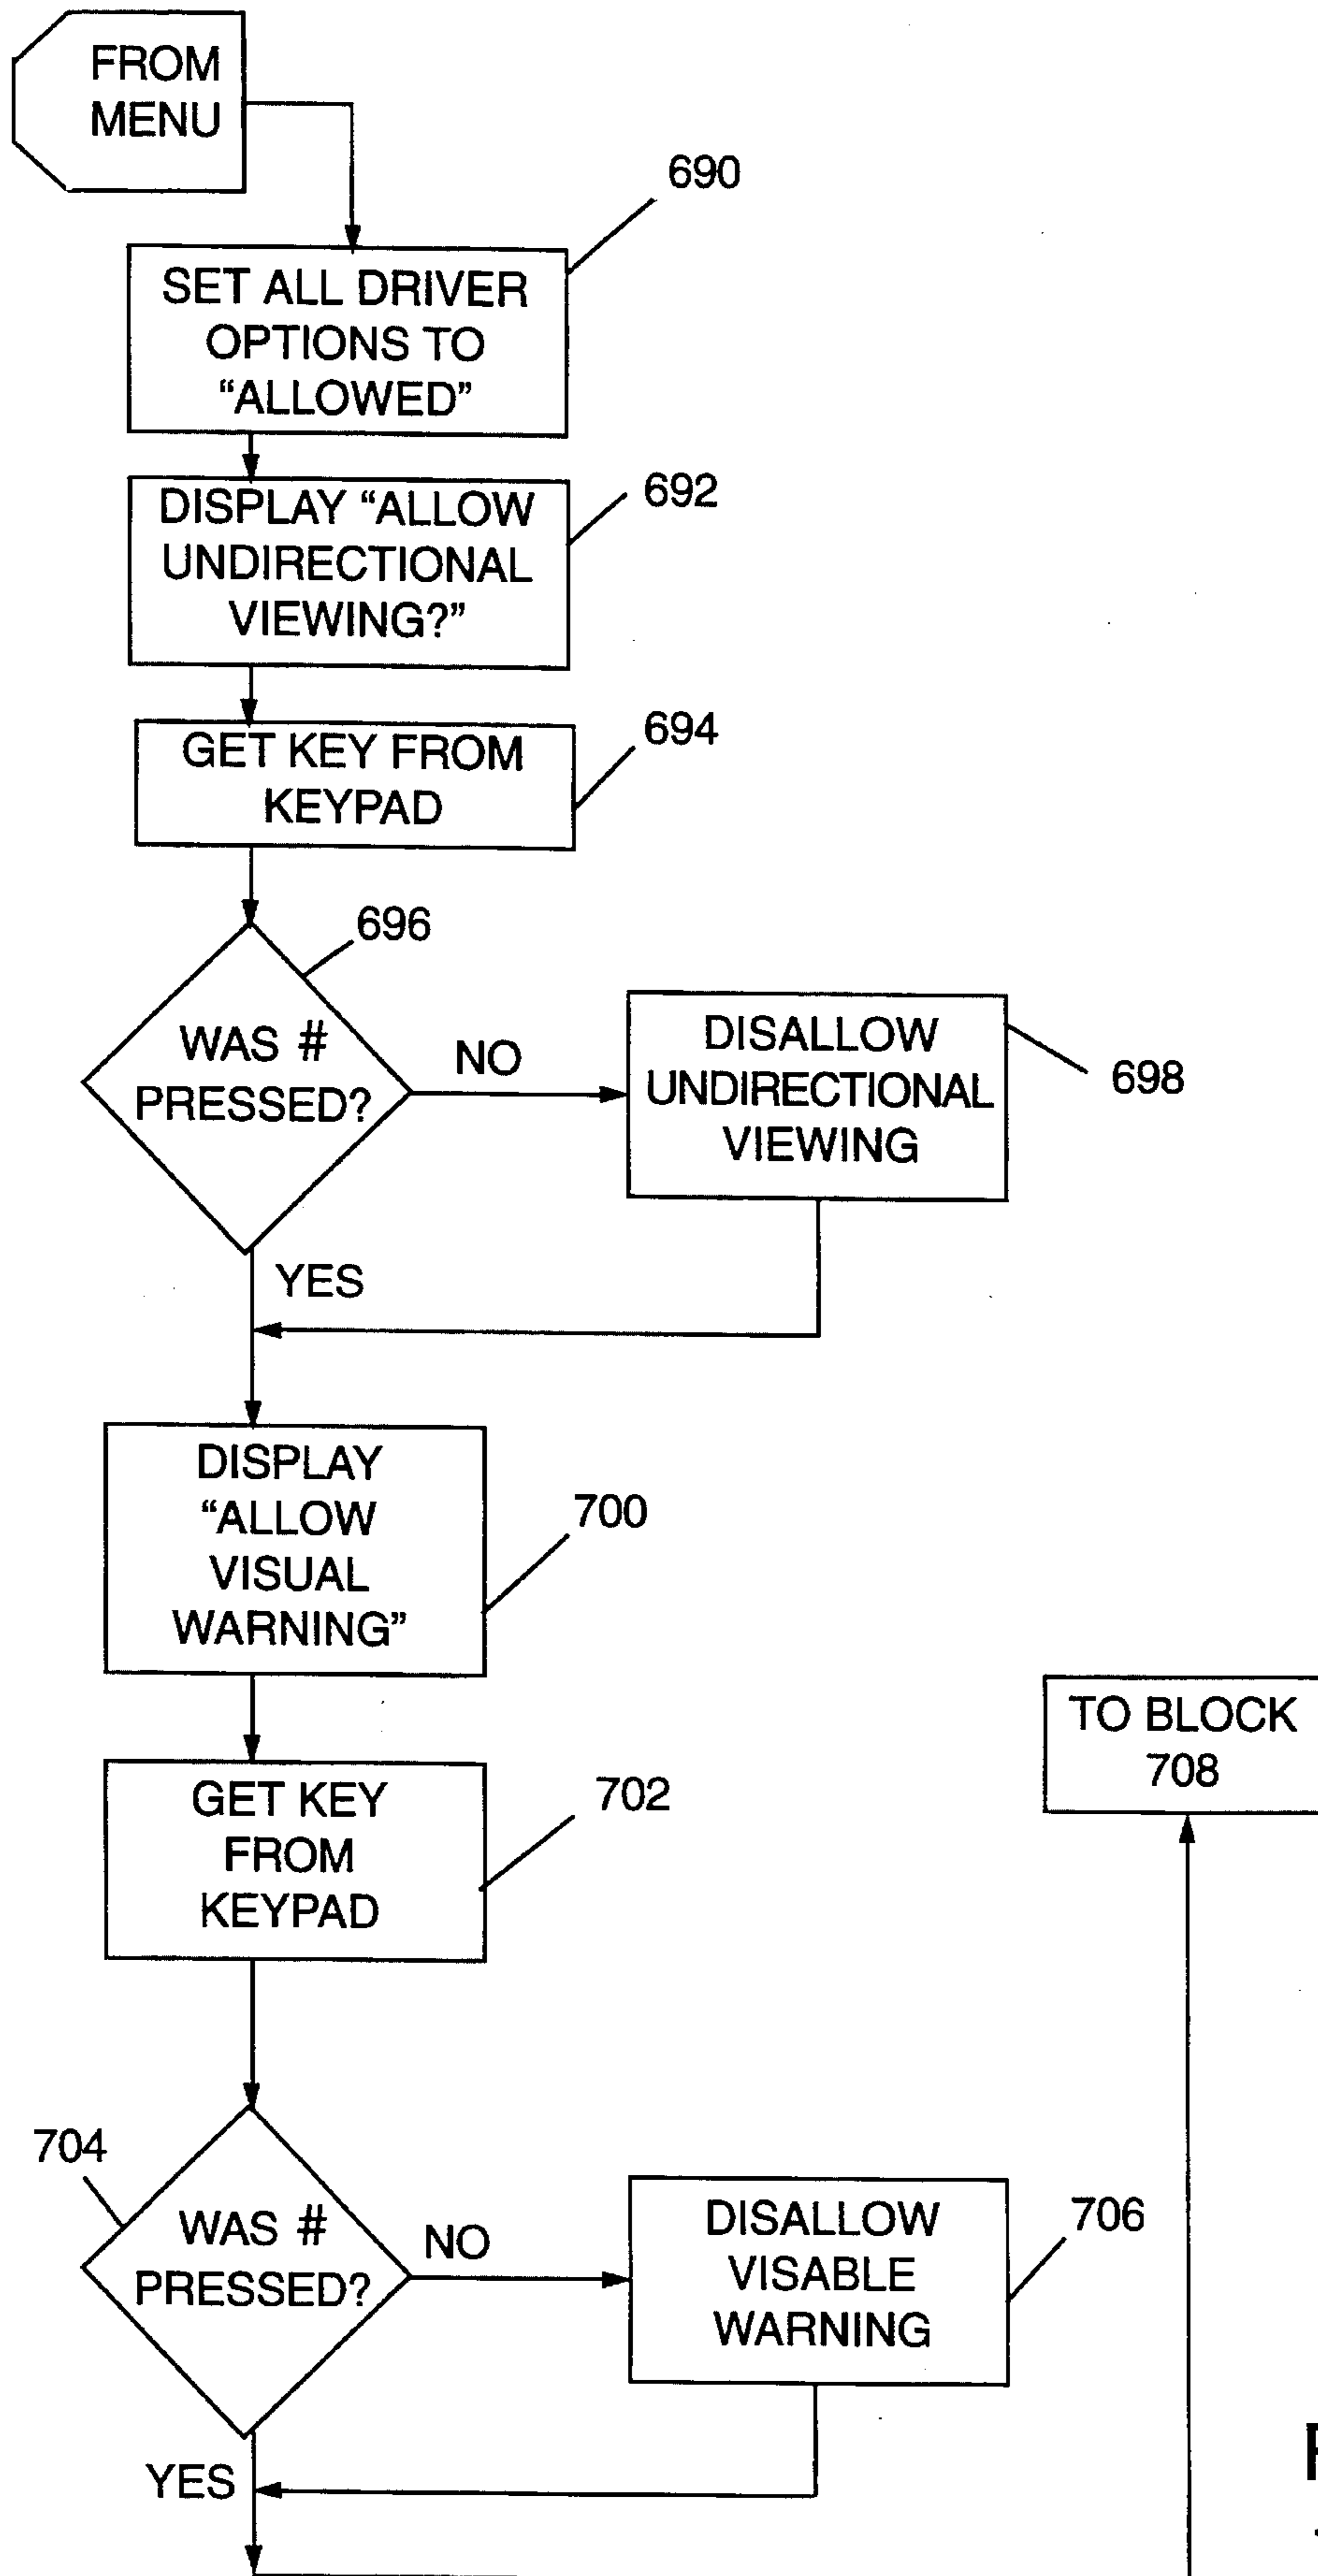 FROM
MENU
690
SET ALL DRIVER
OPTIONS TO
“ALLOWED”
DISPLAY “ALLOW
UNDIRECTIONAL
VIEWING?”
692
GET KEY FROM
KEYPAD
694
696
WAS #
PRESSED?
NO
DISALLOW
UNDIRECTIONAL
VIEWING
698
YES
DISPLAY
“ALLOW
VISUAL
WARNING”
700
TO BLOCK
708
GET KEY
FROM
KEYPAD
702
704
WAS #
PRESSED?
NO
DISALLOW
VISABLE
WARNING
706
YES